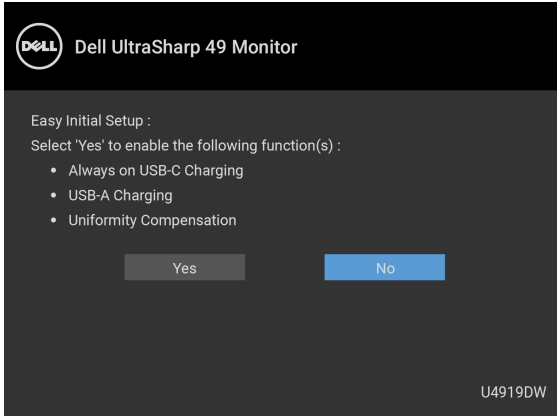 DELL
Dell UltraSharp 49 Monitor
Easy Initial Setup :
Select 'Yes' to enable the following function(s) :
• Always on USB-C Charging
• USB-A Charging
• Uniformity Compensation
Yes
No
U4919DW